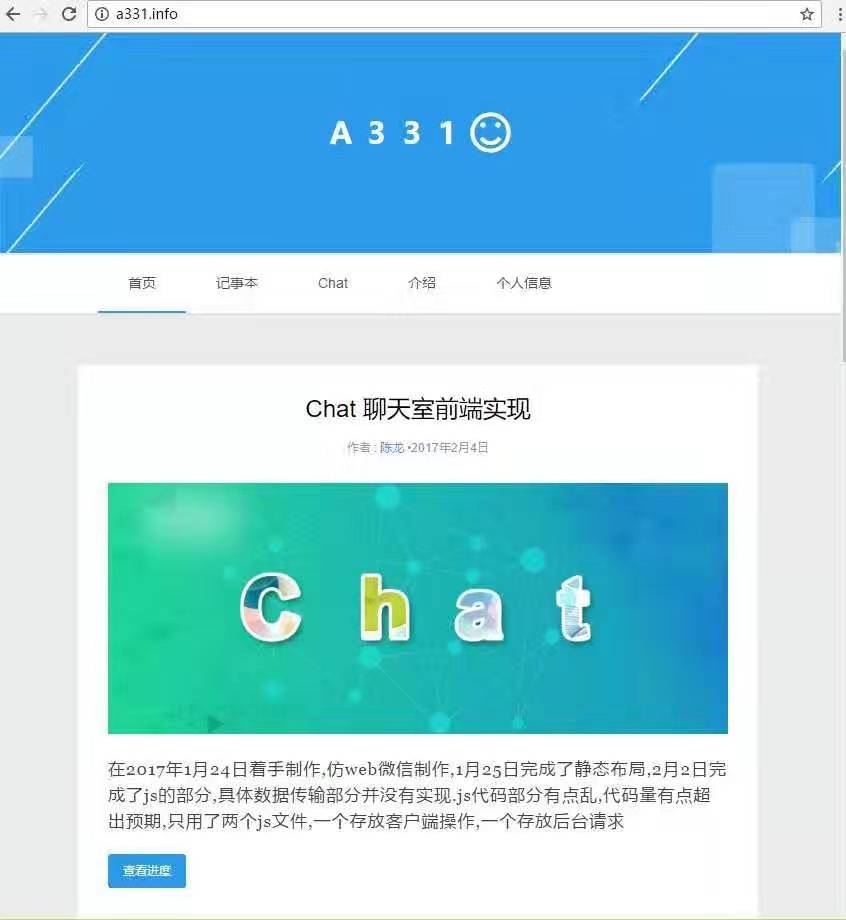 a331.info
A 3 3 1
首页 记事本 Chat 介绍 个人信息
Chat 聊天室前端实现
作者 : 陈龙 •2017年2月4日
Chat
在2017年1月24日着手制作,仿web微信制作,1月25日完成了静态布局,2月2日完
成了js的部分,具体数据传输部分并没有实现.js代码部分有点乱,代码量有点超
出预期,只用了两个js文件,一个存放客户端操作,一个存放后台请求
查看进度